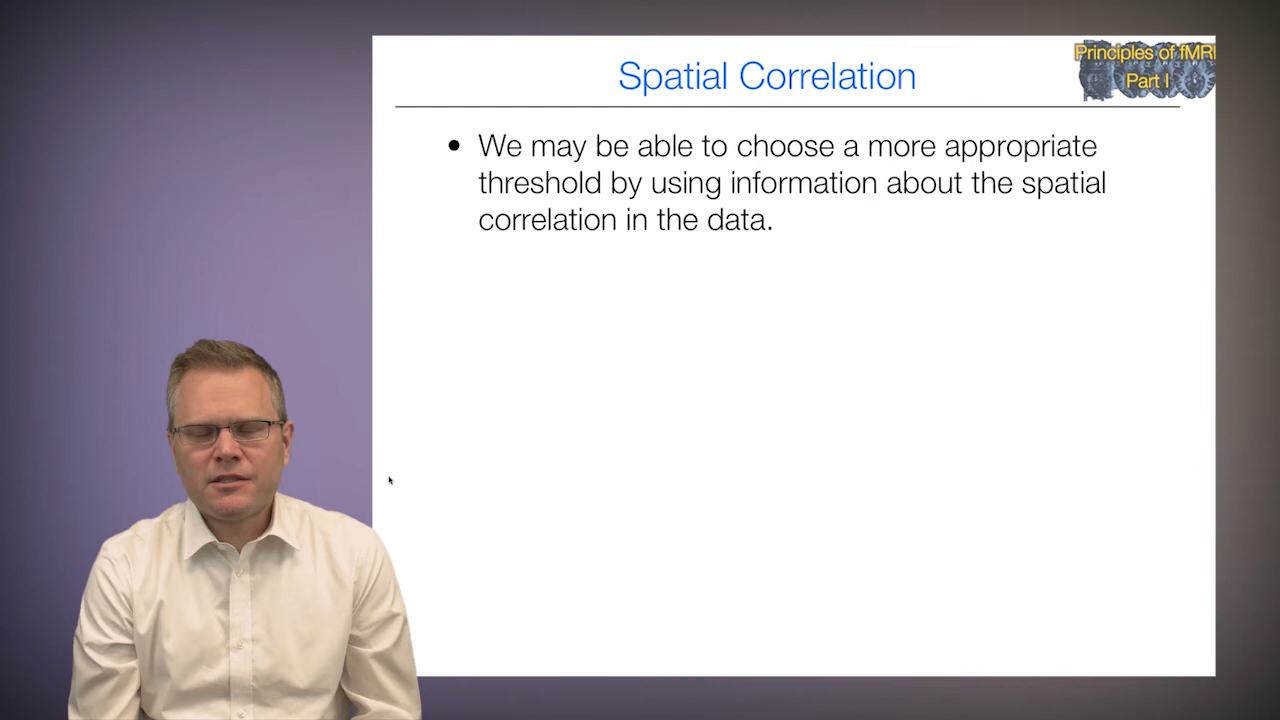 Spatial Correlation
Principles of fMRI
Part I
• We may be able to choose a more appropriate
threshold by using information about the spatial
correlation in the data.